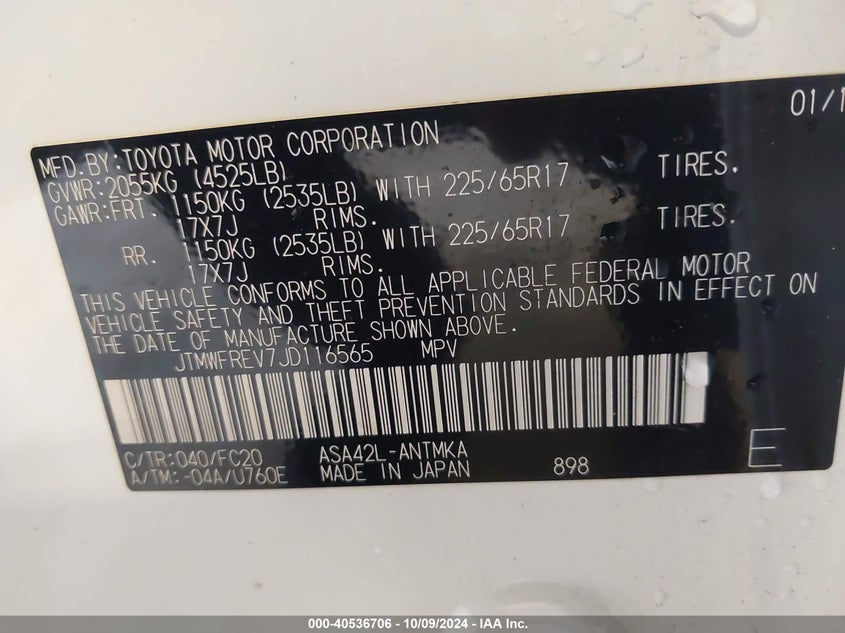 01/1
MFD.BY:TOYOTA MOTOR CORPORATION
GVWR:2055KG (4525LB)
GAWR:FRT. 1150KG (2535LB) WITH 225/65R17 TIRES.
17X7J RIMS.
RR. 1150KG (2535LB) WITH 225/65R17 TIRES.
17X7J RIMS.
THIS VEHICLE CONFORMS TO ALL APPLICABLE FEDERAL MOTOR
VEHICLE SAFETY AND THEFT PREVENTION STANDARDS IN EFFECT ON
THE DATE OF MANUFACTURE SHOWN ABOVE.
JTMWFREV7JD116565 MPV
C/TR:040/FC20 ASA42L-ANTMKA
A/TM:-04A/U760E MADE IN JAPAN 898 E
000-40536706 - 10/09/2024 - IAA Inc.